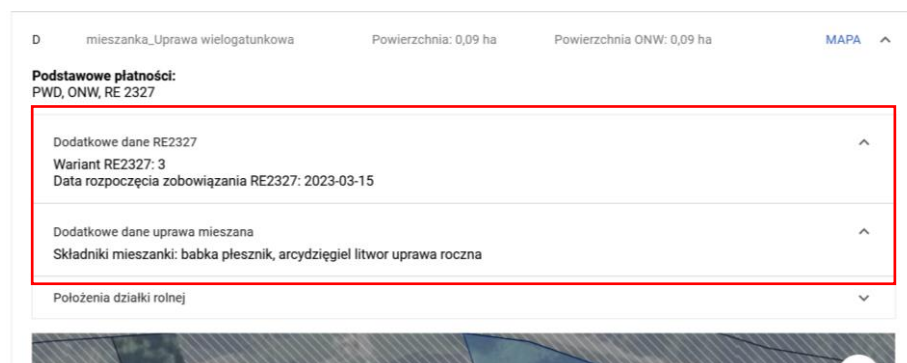 D mieszanka_Uprawa wielogatunkowa Powierzchnia: 0,09 ha Powierzchnia ONW: 0,09 ha MAPA
Podstawowe płatności:
PWD, ONW, RE 2327
Dodatkowe dane RE2327
Wariant RE2327: 3
Data rozpoczęcia zobowiązania RE2327: 2023-03-15
Dodatkowe dane uprawa mieszana
Składniki mieszanki: babka płesznik, arcydzięgiel litwor uprawa roczna
Położenia działki rolnej